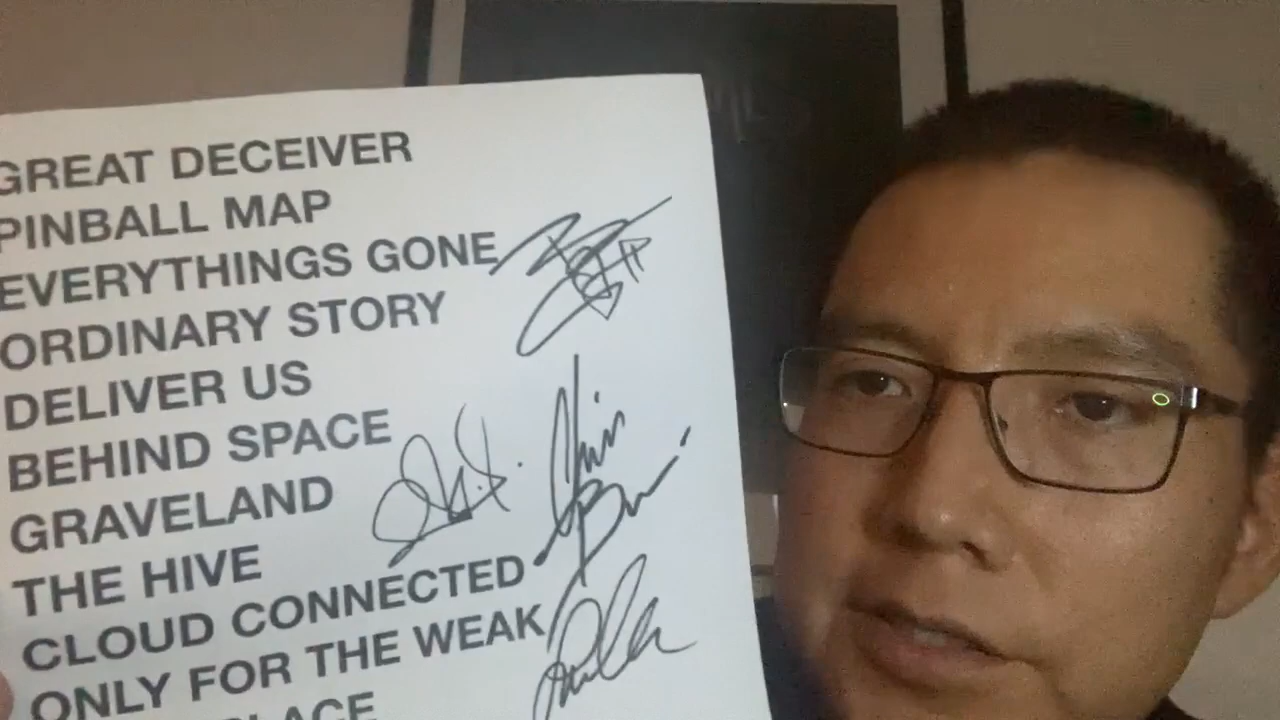 GREAT DECEIVER
PINBALL MAP
EVERYTHINGS GONE
ORDINARY STORY
DELIVER US
BEHIND SPACE
GRAVELAND
THE HIVE
CLOUD CONNECTED
ONLY FOR THE WEAK